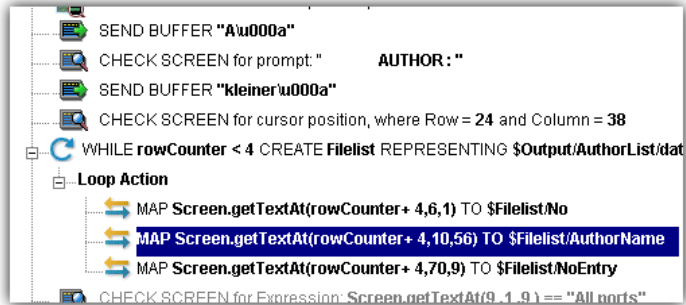 SEND BUFFER "A\u000a"
CHECK SCREEN for prompt: " AUTHOR : "
SEND BUFFER "kleiner\u000a"
CHECK SCREEN for cursor position, where Row = 24 and Column = 38
WHILE rowCounter < 4 CREATE Filelist REPRESENTING $Output/AuthorList/dat
Loop Action
MAP Screen.getTextAt(rowCounter+ 4,6,1) TO $Filelist/No
MAP Screen.getTextAt(rowCounter+ 4,10,56) TO $Filelist/AuthorName
MAP Screen.getTextAt(rowCounter+ 4,70,9) TO $Filelist/NoEntry
CHECK SCREEN for Expression: Screen.getTextAt(9 ,1 ,9 ) == "All ports"